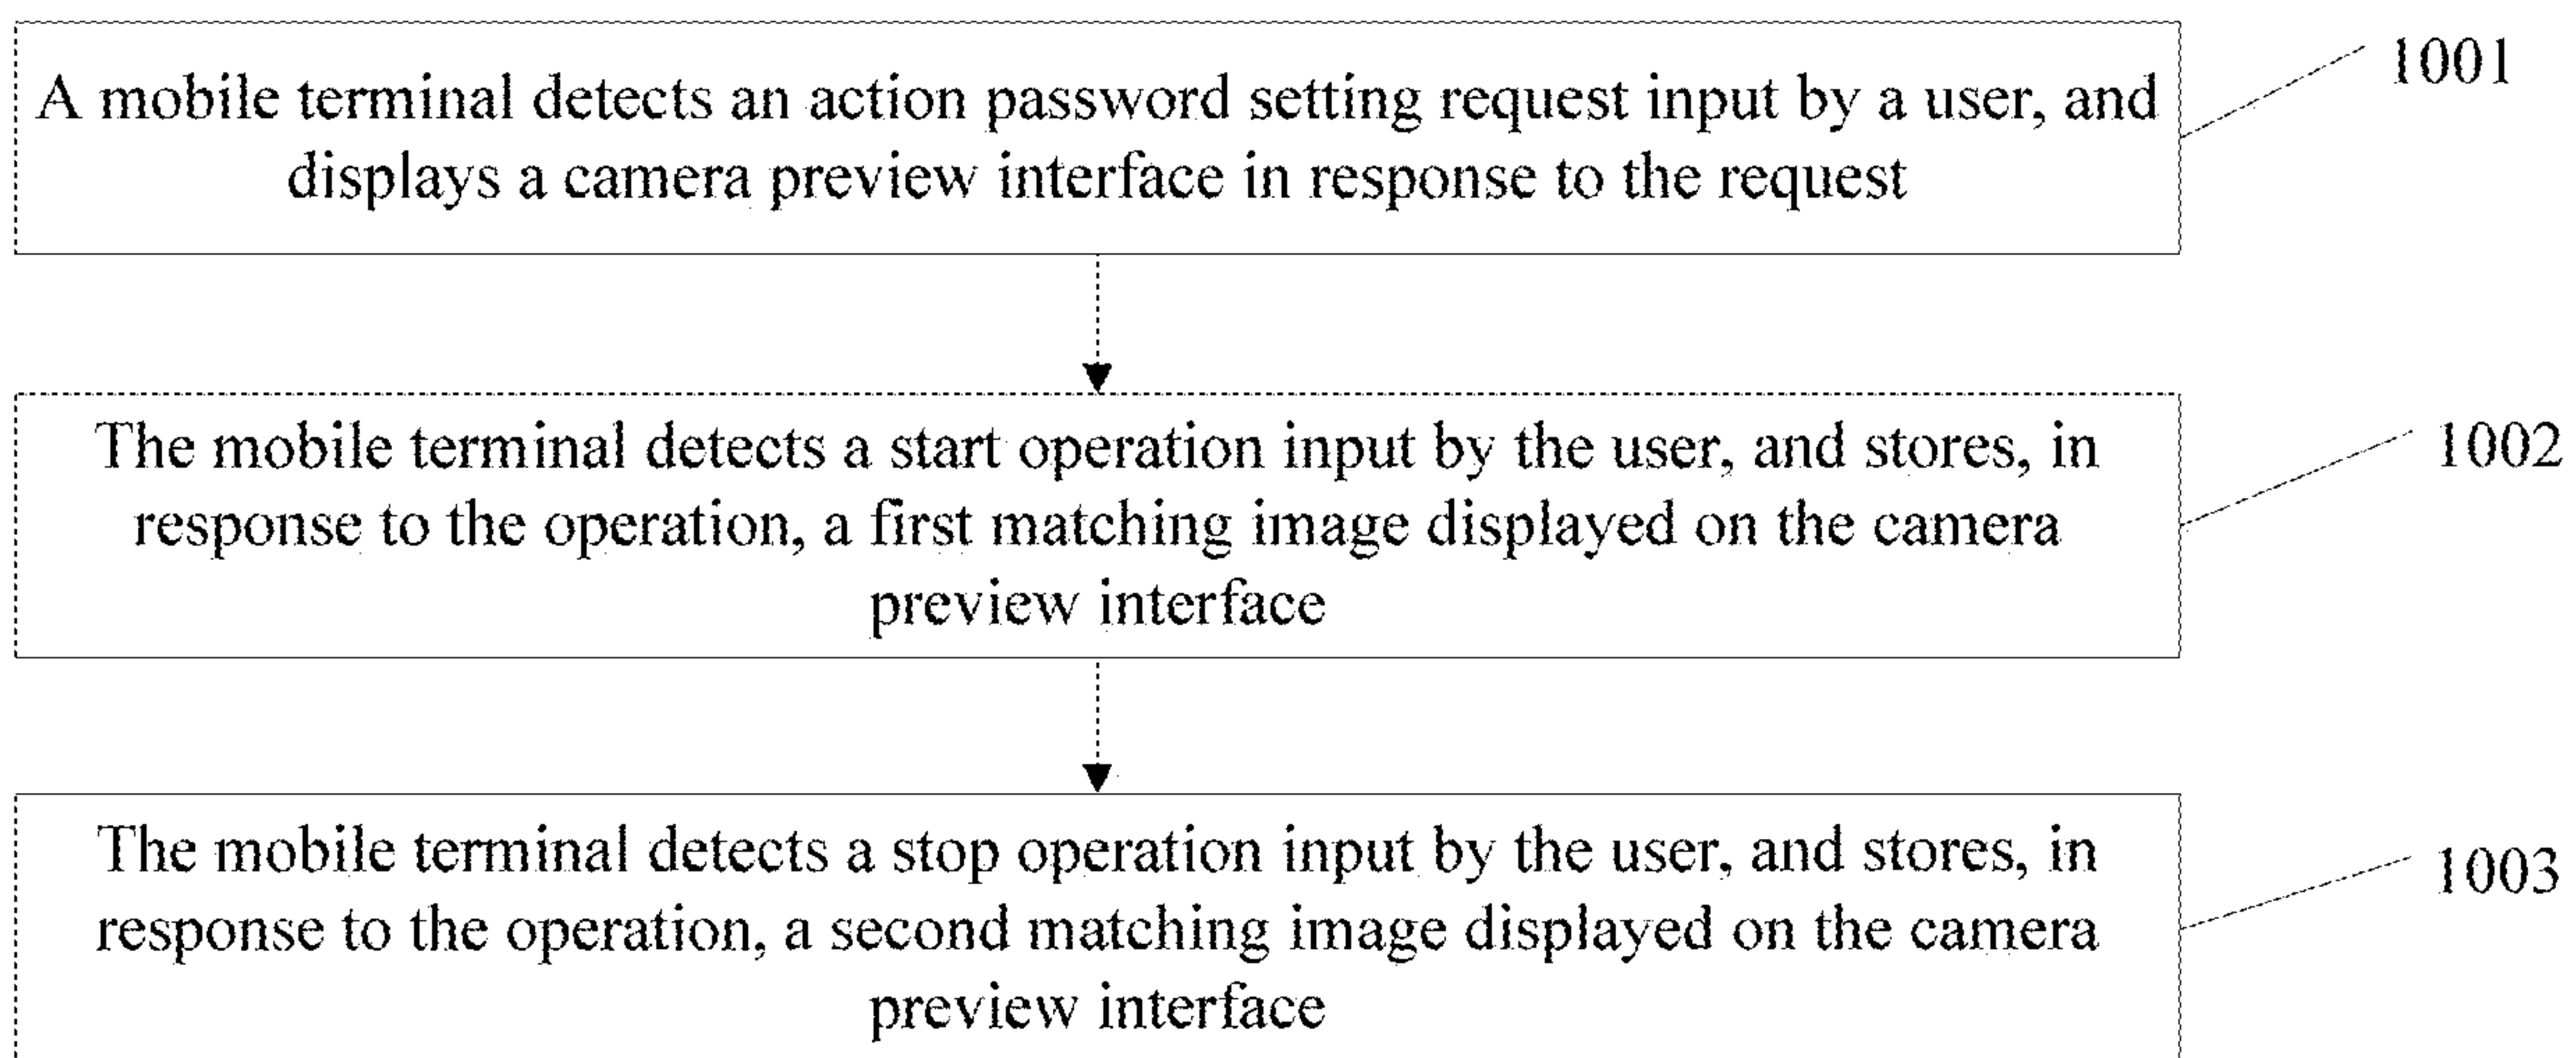 A mobile terminal detects an action password setting request input by a user, and
displays a camera preview interface in response to the request
1001
The mobile terminal detects a start operation input by the user, and stores, in
response to the operation, a first matching image displayed on the camera
preview interface
1002
The mobile terminal detects a stop operation input by the user, and stores, in
response to the operation, a second matching image displayed on the camera
preview interface
1003